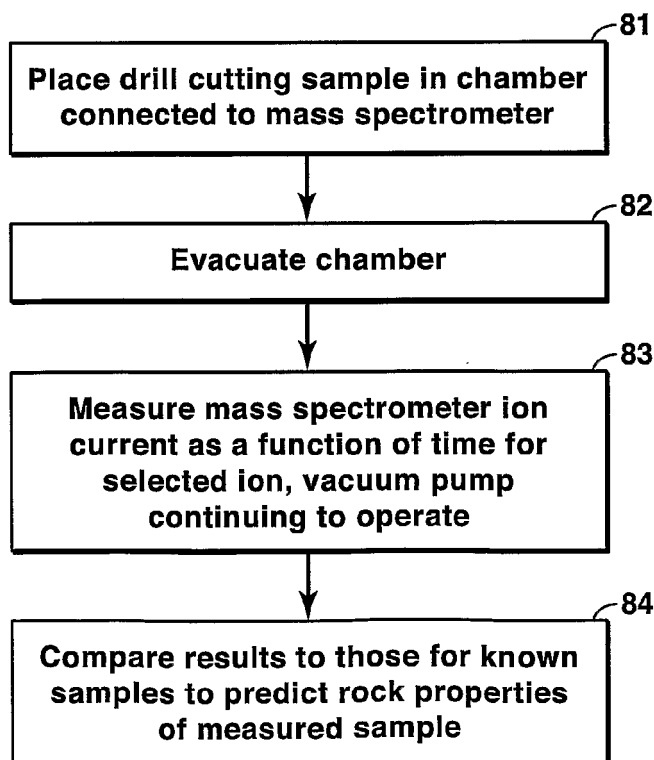 81
Place drill cutting sample in chamber
connected to mass spectrometer
82
Evacuate chamber
83
Measure mass spectrometer ion
current as a function of time for
selected ion, vacuum pump
continuing to operate
84
Compare results to those for known
samples to predict rock properties
of measured sample